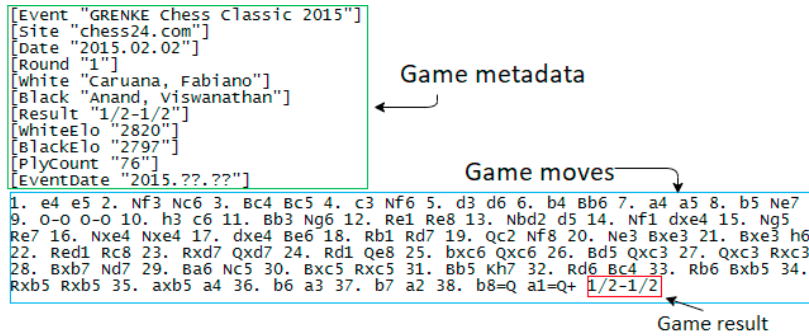 [Event "GRENKE Chess Classic 2015"]
[Site "chess24.com"]
[Date "2015.02.02"]
[Round "1"]
[White "Caruana, Fabiano"]
[Black "Anand, Viswanathan"]
[Result "1/2-1/2"]
[WhiteElo "2820"]
[BlackElo "2797"]
[PlyCount "76"]
[EventDate "2015.??.??"]
Game metadata
Game moves
1. e4 e5 2. Nf3 Nc6 3. Bc4 Bc5 4. c3 Nf6 5. d3 d6 6. b4 Bb6 7. a4 a5 8. b5 Ne7
9. O-O O-O 10. h3 c6 11. Bb3 Ng6 12. Re1 Re8 13. Nbd2 d5 14. Nf1 dxe4 15. Ng5
Re7 16. Nxe4 Nxe4 17. dxe4 Be6 18. Rb1 Rd7 19. Qc2 Nf8 20. Ne3 Bxe3 21. Bxe3 h6
22. Red1 Rc8 23. Rxd7 Qxd7 24. Rd1 Qe8 25. bxc6 Qxc6 26. Bd5 Qxc3 27. Qxc3 Rxc3
28. Bxb7 Nd7 29. Ba6 Nc5 30. Bxc5 Rxc5 31. Bb5 Kh7 32. Rd6 Bc4 33. Rb6 Bxb5 34.
Rxb5 Rxb5 35. axb5 a4 36. b6 a3 37. b7 a2 38. b8=Q a1=Q+ 1/2-1/2
Game result